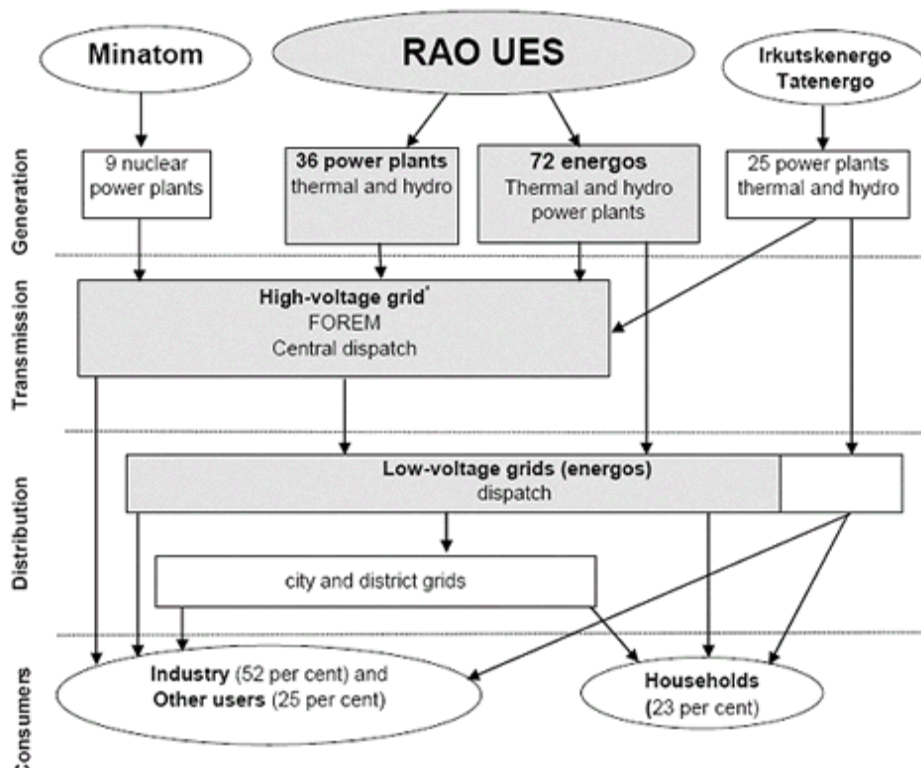 Minatom
RAO UES
Irkutskenergo
Tatenergo
Generation
9 nuclear
power plants
36 power plants
thermal and hydro
72 energos
Thermal and hydro
power plants
25 power plants
thermal and hydro
Transmission
High-voltage grid*
FOREM
Central dispatch
Distribution
Low-voltage grids (energos)
dispatch
city and district grids
Consumers
Industry (52 per cent) and
Other users (25 per cent)
Households
(23 per cent)